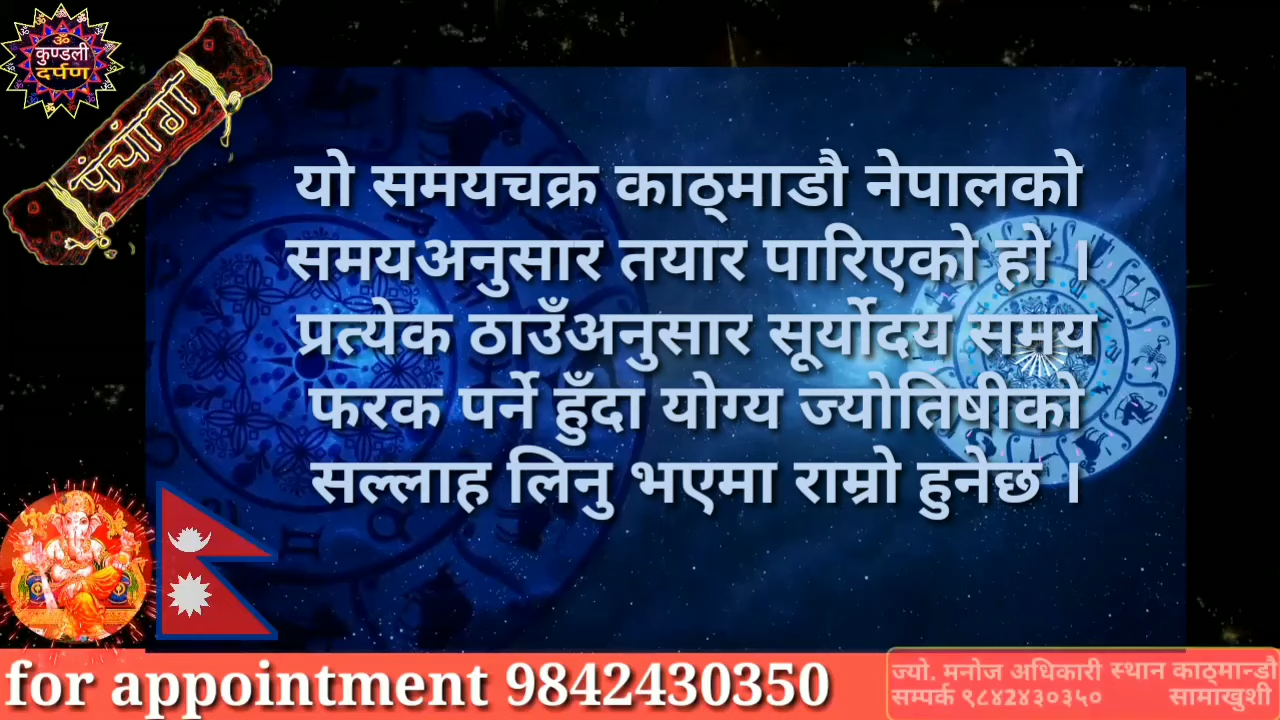 ॐ
कुण्डली
दर्पण
पंचांग
यो समयचक्र काठ्माडौ नेपालको
समयअनुसार तयार पारिएको हो ।
प्रत्येक ठाउँअनुसार सूर्योदय समय
फरक पर्ने हुँदा योग्य ज्योतिषीको
सल्लाह लिनु भएमा राम्रो हुनेछ ।
for appointment 9842430350
ज्यो. मनोज अधिकारी स्थान काठ्मान्डौ
सम्पर्क ९८४२४३०३५० सामाखुशी